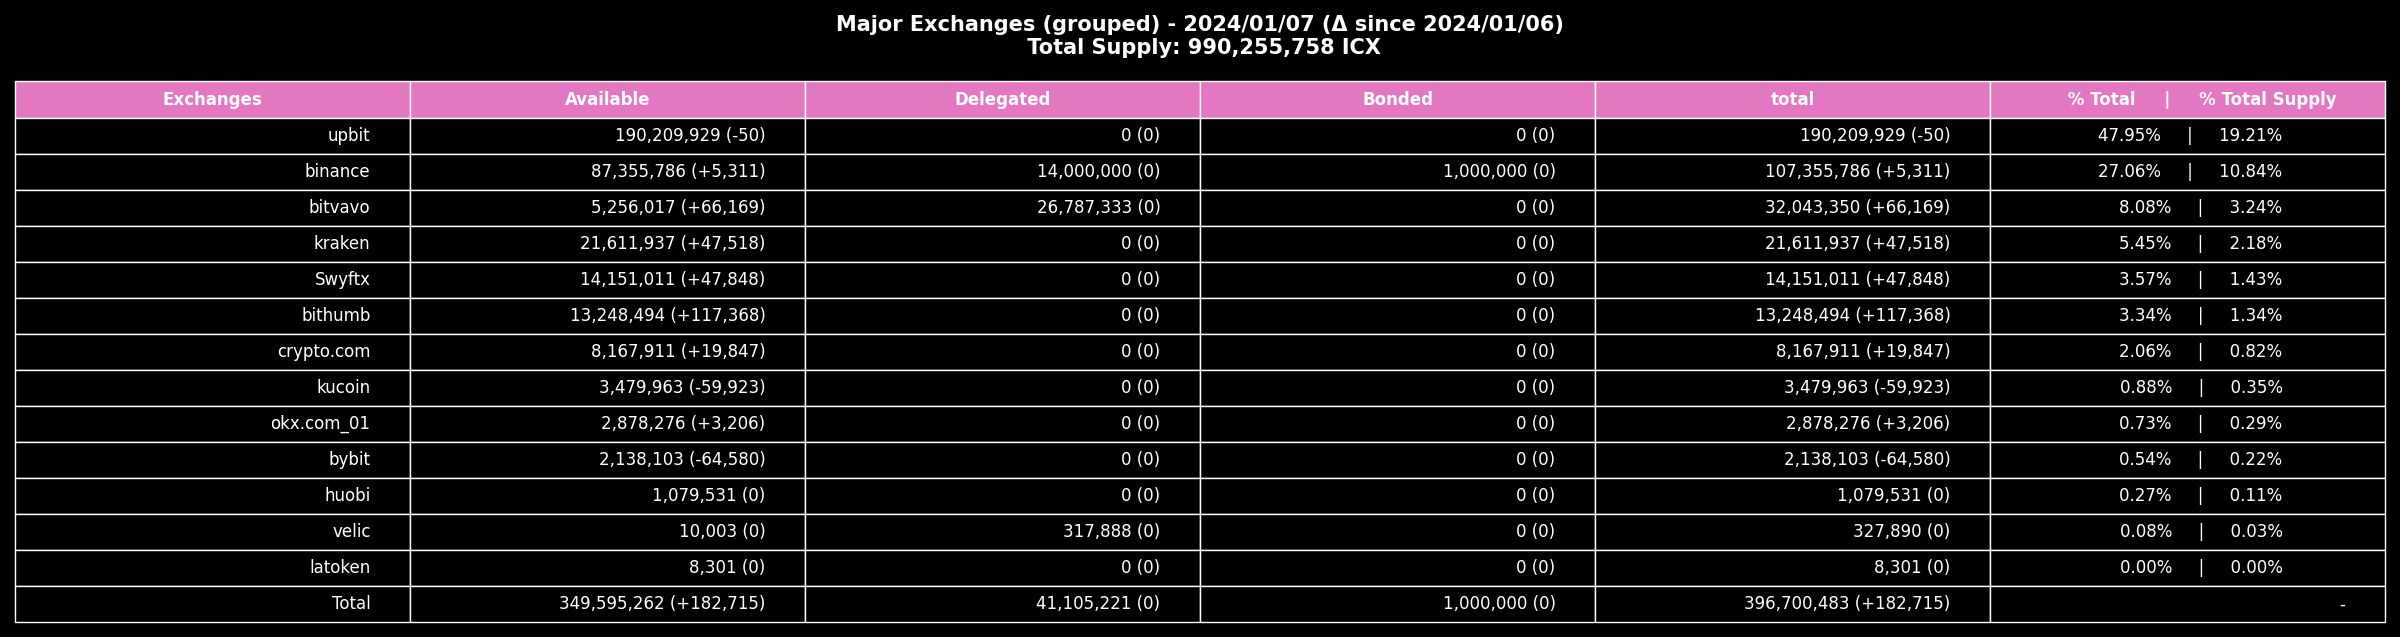 Major Exchanges (grouped) - 2024/01/07 (Δ since 2024/01/06)
Total Supply: 990,255,758 ICX
Exchanges Available Delegated Bonded total % Total | % Total Supply
upbit 190,209,929 (-50) 0 (0) 0 (0) 190,209,929 (-50) 47.95% | 19.21%
binance 87,355,786 (+5,311) 14,000,000 (0) 1,000,000 (0) 107,355,786 (+5,311) 27.06% | 10.84%
bitvavo 5,256,017 (+66,169) 26,787,333 (0) 0 (0) 32,043,350 (+66,169) 8.08% | 3.24%
kraken 21,611,937 (+47,518) 0 (0) 0 (0) 21,611,937 (+47,518) 5.45% | 2.18%
Swyftx 14,151,011 (+47,848) 0 (0) 0 (0) 14,151,011 (+47,848) 3.57% | 1.43%
bithumb 13,248,494 (+117,368) 0 (0) 0 (0) 13,248,494 (+117,368) 3.34% | 1.34%
crypto.com 8,167,911 (+19,847) 0 (0) 0 (0) 8,167,911 (+19,847) 2.06% | 0.82%
kucoin 3,479,963 (-59,923) 0 (0) 0 (0) 3,479,963 (-59,923) 0.88% | 0.35%
okx.com_01 2,878,276 (+3,206) 0 (0) 0 (0) 2,878,276 (+3,206) 0.73% | 0.29%
bybit 2,138,103 (-64,580) 0 (0) 0 (0) 2,138,103 (-64,580) 0.54% | 0.22%
huobi 1,079,531 (0) 0 (0) 0 (0) 1,079,531 (0) 0.27% | 0.11%
velic 10,003 (0) 317,888 (0) 0 (0) 327,890 (0) 0.08% | 0.03%
latoken 8,301 (0) 0 (0) 0 (0) 8,301 (0) 0.00% | 0.00%
Total 349,595,262 (+182,715) 41,105,221 (0) 1,000,000 (0) 396,700,483 (+182,715) -